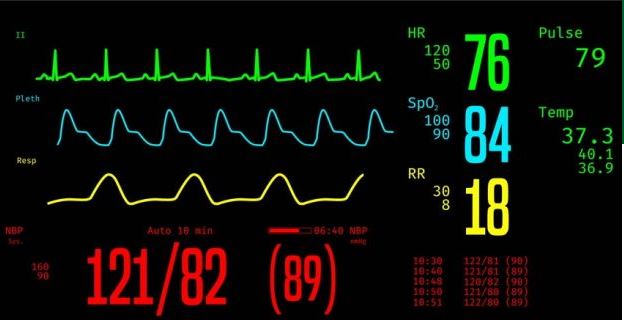 II
HR
120
50
76
Pulse
79
Pleth
SpO₂
100
90
84
Temp
37.3
40.1
36.9
Resp
RR
30
8
18
NBP
Sys.
Auto 10 min
06:40 NBP
mmHg
160
90
121/82
(89)
10:30 122/81 (90)
10:40 121/81 (89)
10:48 120/82 (90)
10:50 121/80 (89)
10:51 122/80 (89)